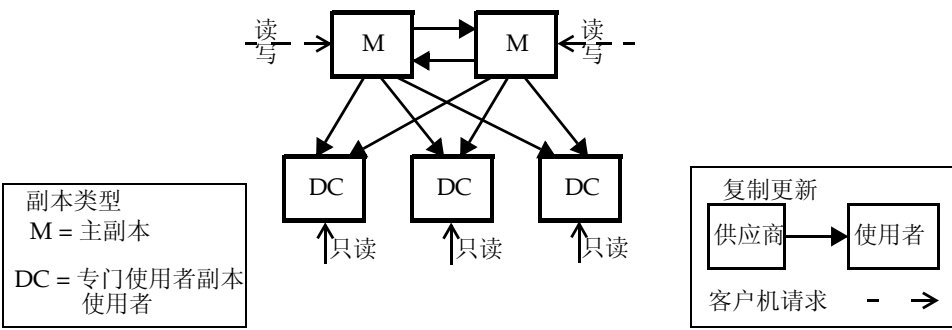 读写
M
M
读写
DC
DC
DC
只读
只读
只读
副本类型
M = 主副本
DC = 专门使用者副本
使用者
复制更新
供应商
使用者
客户机请求